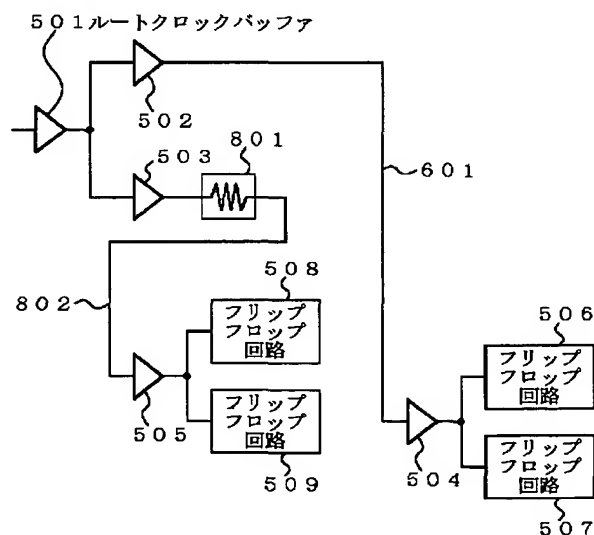 ５０１ルートクロックバッファ
５０２
５０３
８０１
６０１
８０２
５０８
フリップ
フロップ
回路
５０５
フリップ
フロップ
回路
５０９
５０６
フリップ
フロップ
回路
５０４
フリップ
フロップ
回路
５０７